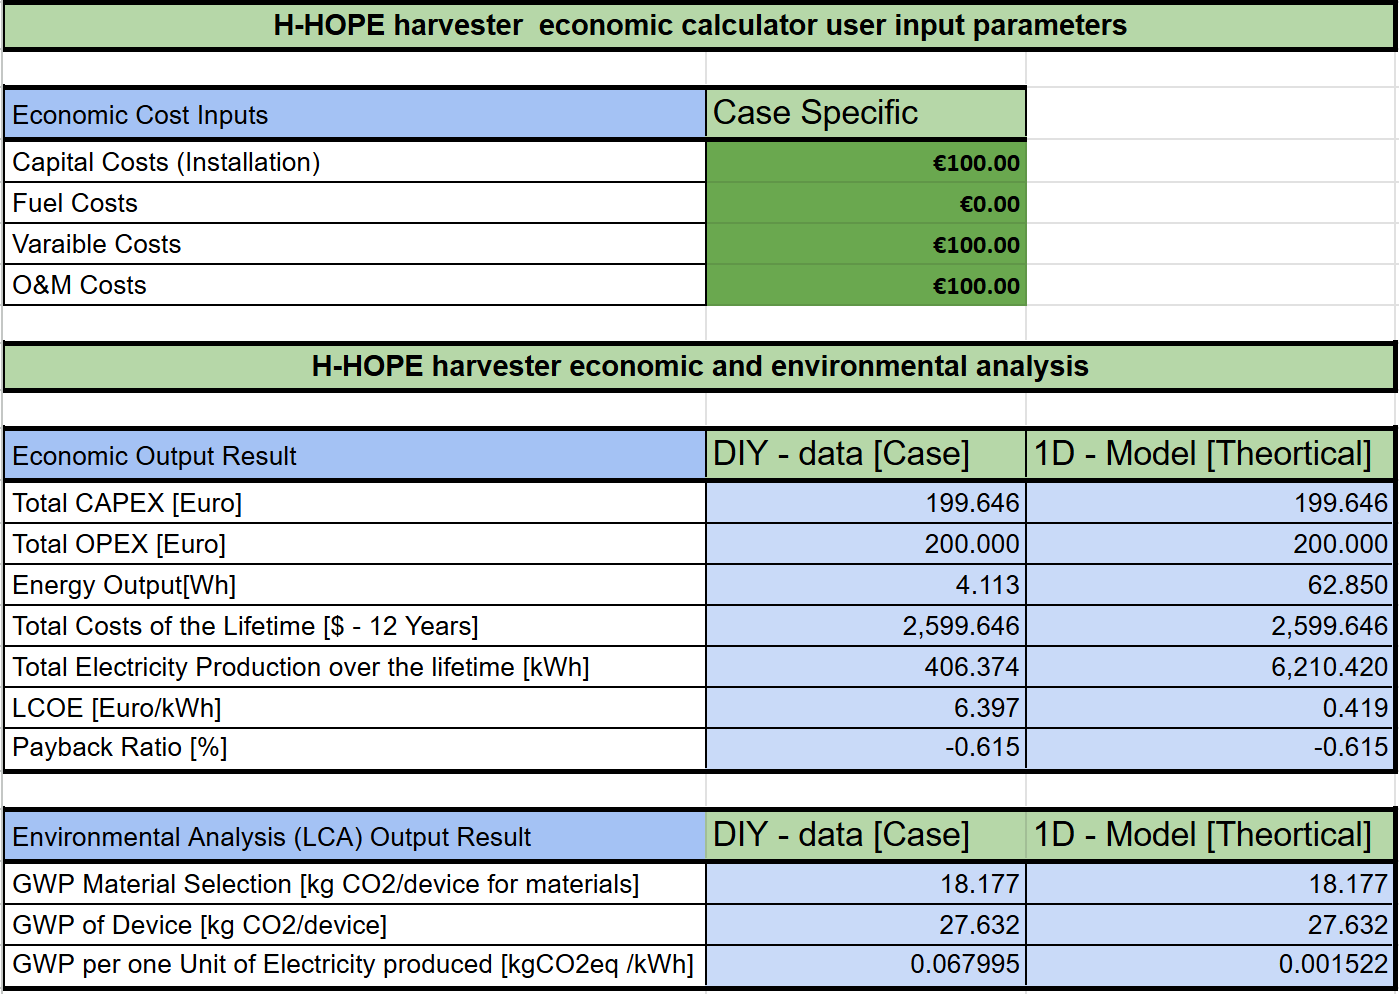 H-HOPE harvester  economic calculator user input parameters
Economic Cost Inputs Case Specific
Capital Costs (Installation) €100.00
Fuel Costs €0.00
Varaible Costs €100.00
O&M Costs €100.00
H-HOPE harvester economic and environmental analysis
Economic Output Result DIY - data [Case] 1D - Model [Theortical]
Total CAPEX [Euro] 199.646 199.646
Total OPEX [Euro] 200.000 200.000
Energy Output[Wh] 4.113 62.850
Total Costs of the Lifetime [$ - 12 Years] 2,599.646 2,599.646
Total Electricity Production over the lifetime [kWh] 406.374 6,210.420
LCOE [Euro/kWh] 6.397 0.419
Payback Ratio [%] -0.615 -0.615
Environmental Analysis (LCA) Output Result DIY - data [Case] 1D - Model [Theortical]
GWP Material Selection [kg CO2/device for materials] 18.177 18.177
GWP of Device [kg CO2/device] 27.632 27.632
GWP per one Unit of Electricity produced [kgCO2eq /kWh] 0.067995 0.001522